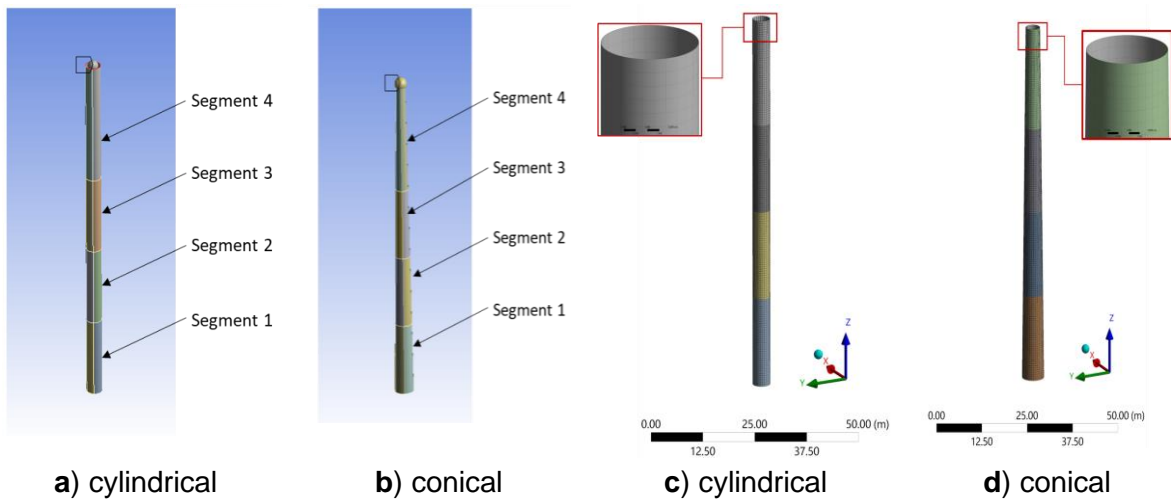 Segment 4
Segment 3
Segment 2
Segment 1
Segment 4
Segment 3
Segment 2
Segment 1
Z
X
Y
0.00 25.00 50.00 (m)
12.50 37.50
Z
X
Y
0.00 25.00 50.00 (m)
12.50 37.50
a) cylindrical
b) conical
c) cylindrical
d) conical